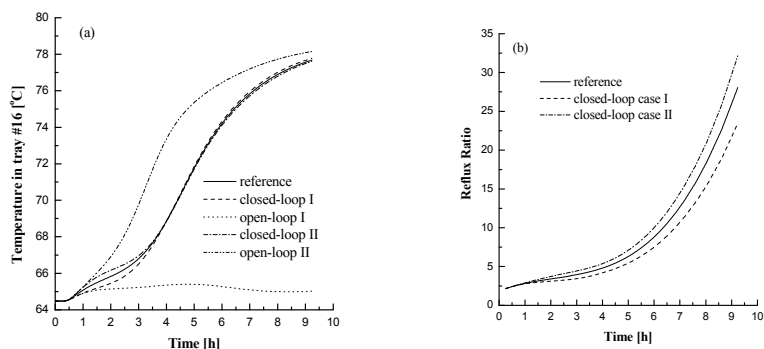 (a)
Temperature in tray #16 [°C]
80
78
76
74
72
70
68
66
64
reference
closed-loop I
open-loop I
closed-loop II
open-loop II
0 1 2 3 4 5 6 7 8 9 10
Time [h]
(b)
Reflux Ratio
35
30
25
20
15
10
5
0
reference
closed-loop case I
closed-loop case II
0 1 2 3 4 5 6 7 8 9 10
Time [h]